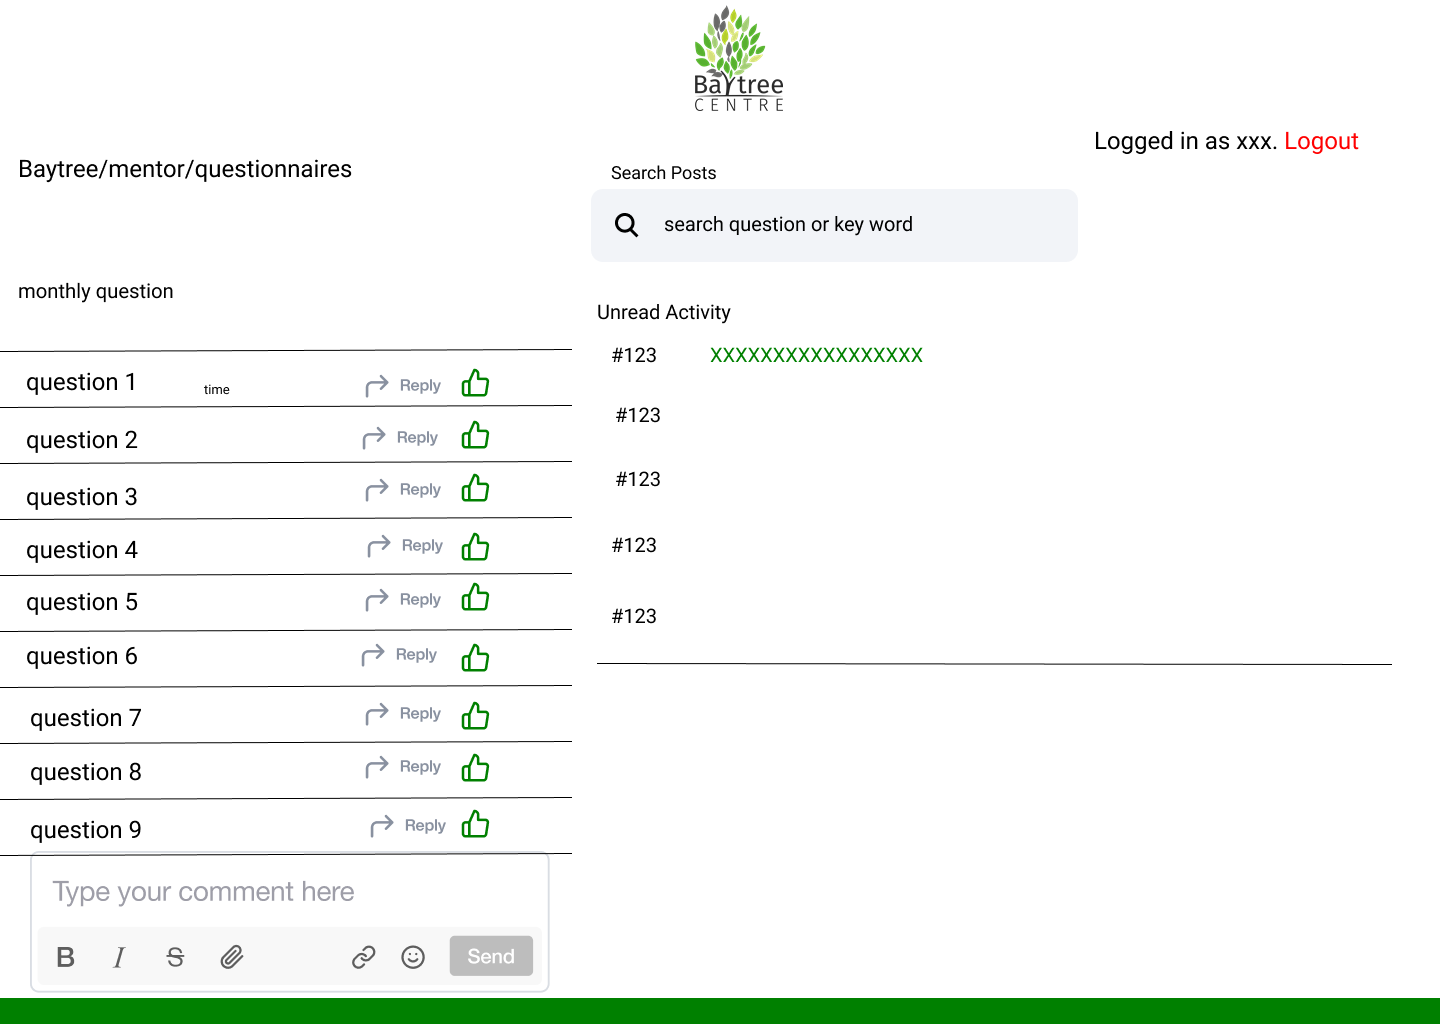 Baytree
CENTRE
Logged in as xxx. Logout
Baytree/mentor/questionnaires
Search Posts
search question or key word
monthly question
question 1 time Reply
question 2 Reply
question 3 Reply
question 4 Reply
question 5 Reply
question 6 Reply
question 7 Reply
question 8 Reply
question 9 Reply
Type your comment here
B I S Send
Unread Activity
#123 XXXXXXXXXXXXXXXXX
#123
#123
#123
#123